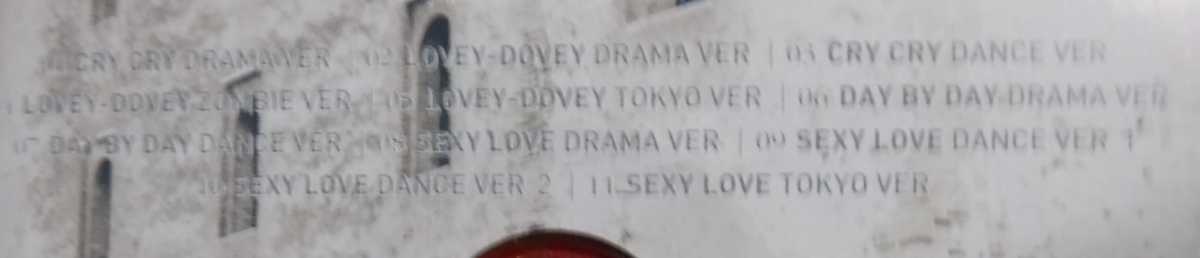 01 CRY CRY DRAMA VER | 02 LOVEY-DOVEY DRAMA VER | 03 CRY CRY DANCE VER
LOVEY-DOVEY ZOMBIE VER | 05 LOVEY-DOVEY TOKYO VER | 06 DAY BY DAY DRAMA VER
07 DAY BY DAY DANCE VER | 08 SEXY LOVE DRAMA VER | 09 SEXY LOVE DANCE VER 1
10 SEXY LOVE DANCE VER 2 | 11 SEXY LOVE TOKYO VER